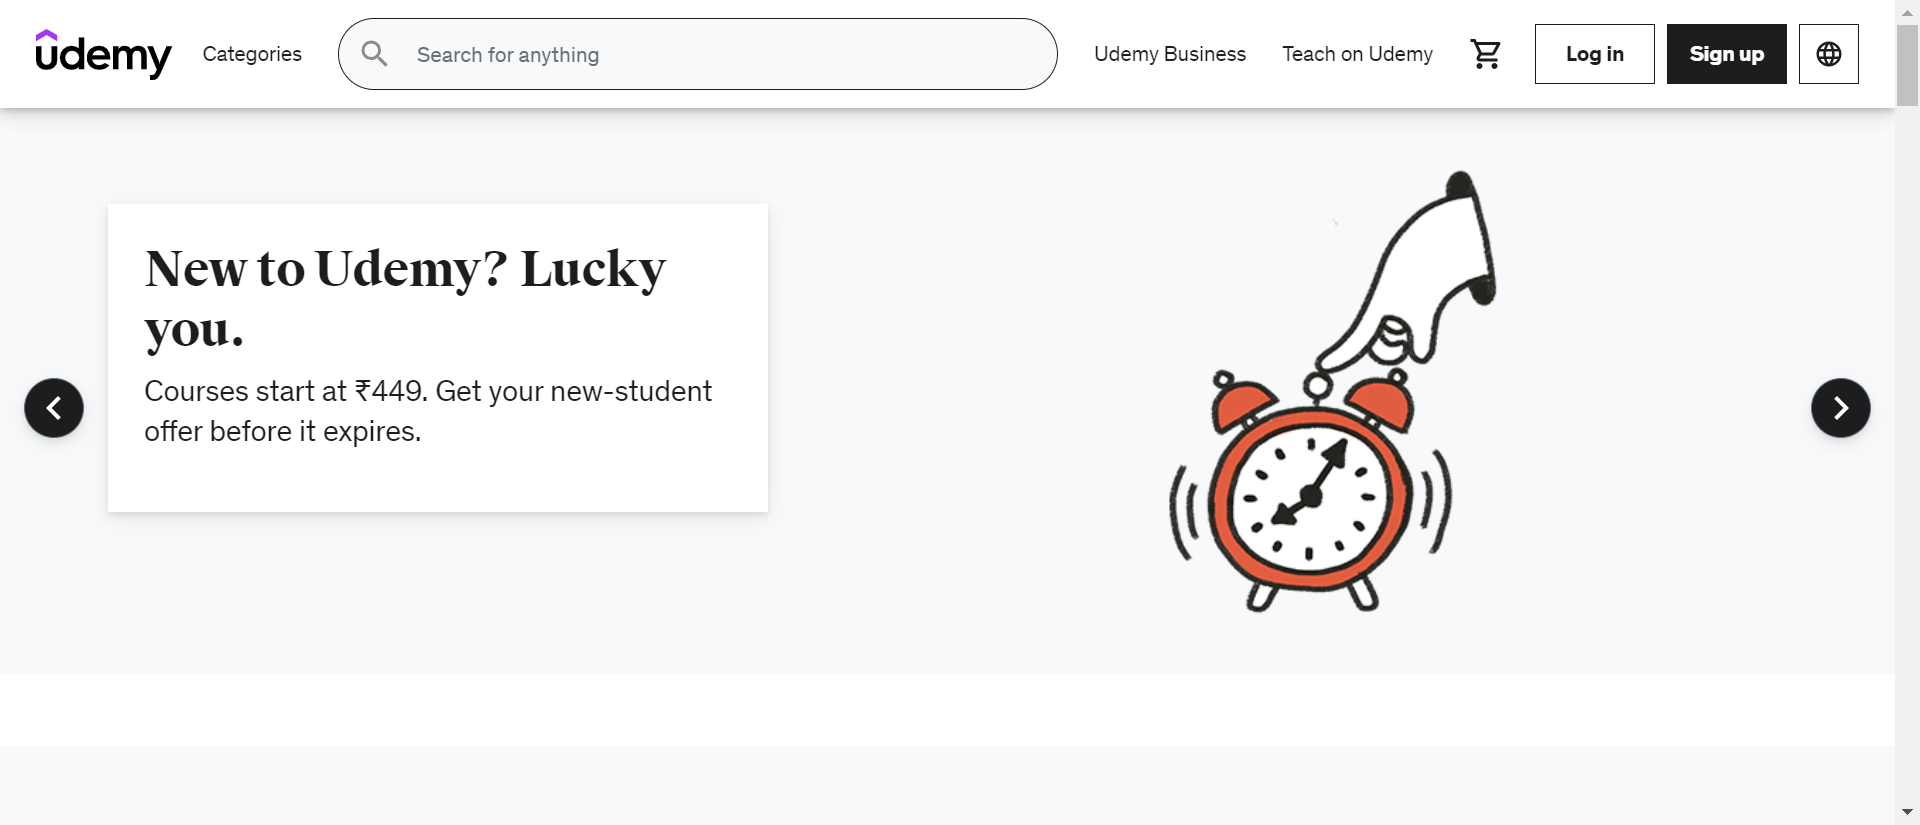 udemy
Categories
Search for anything
Udemy Business
Teach on Udemy
Log in
Sign up
New to Udemy? Lucky
you.
Courses start at ₹449. Get your new-student
offer before it expires.